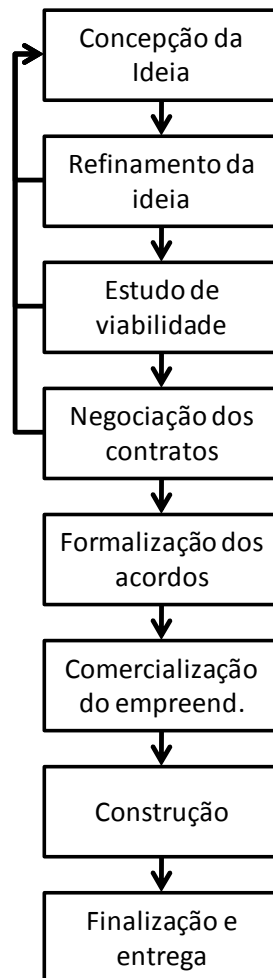 Concepção da
Ideia
Refinamento da
ideia
Estudo de
viabilidade
Negociação dos
contratos
Formalização dos
acordos
Comercialização
do empreend.
Construção
Finalização e
entrega